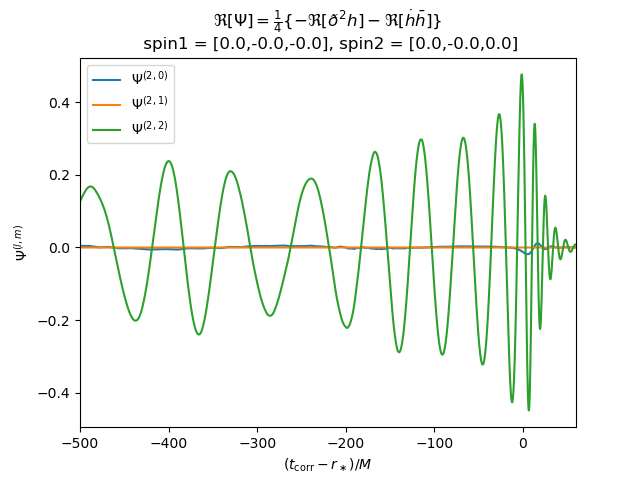 ℜ[Ψ] = 1/4{−ℜ[ð²h] − ℜ[ḣh̄]}
spin1 = [0.0,-0.0,-0.0], spin2 = [0.0,-0.0,0.0]
Ψ^(2, 0)
Ψ^(2, 1)
Ψ^(2, 2)
0.4
0.2
0.0
−0.2
−0.4
Ψ^(l, m)
−500
−400
−300
−200
−100
0
(t_corr − r_∗)/M